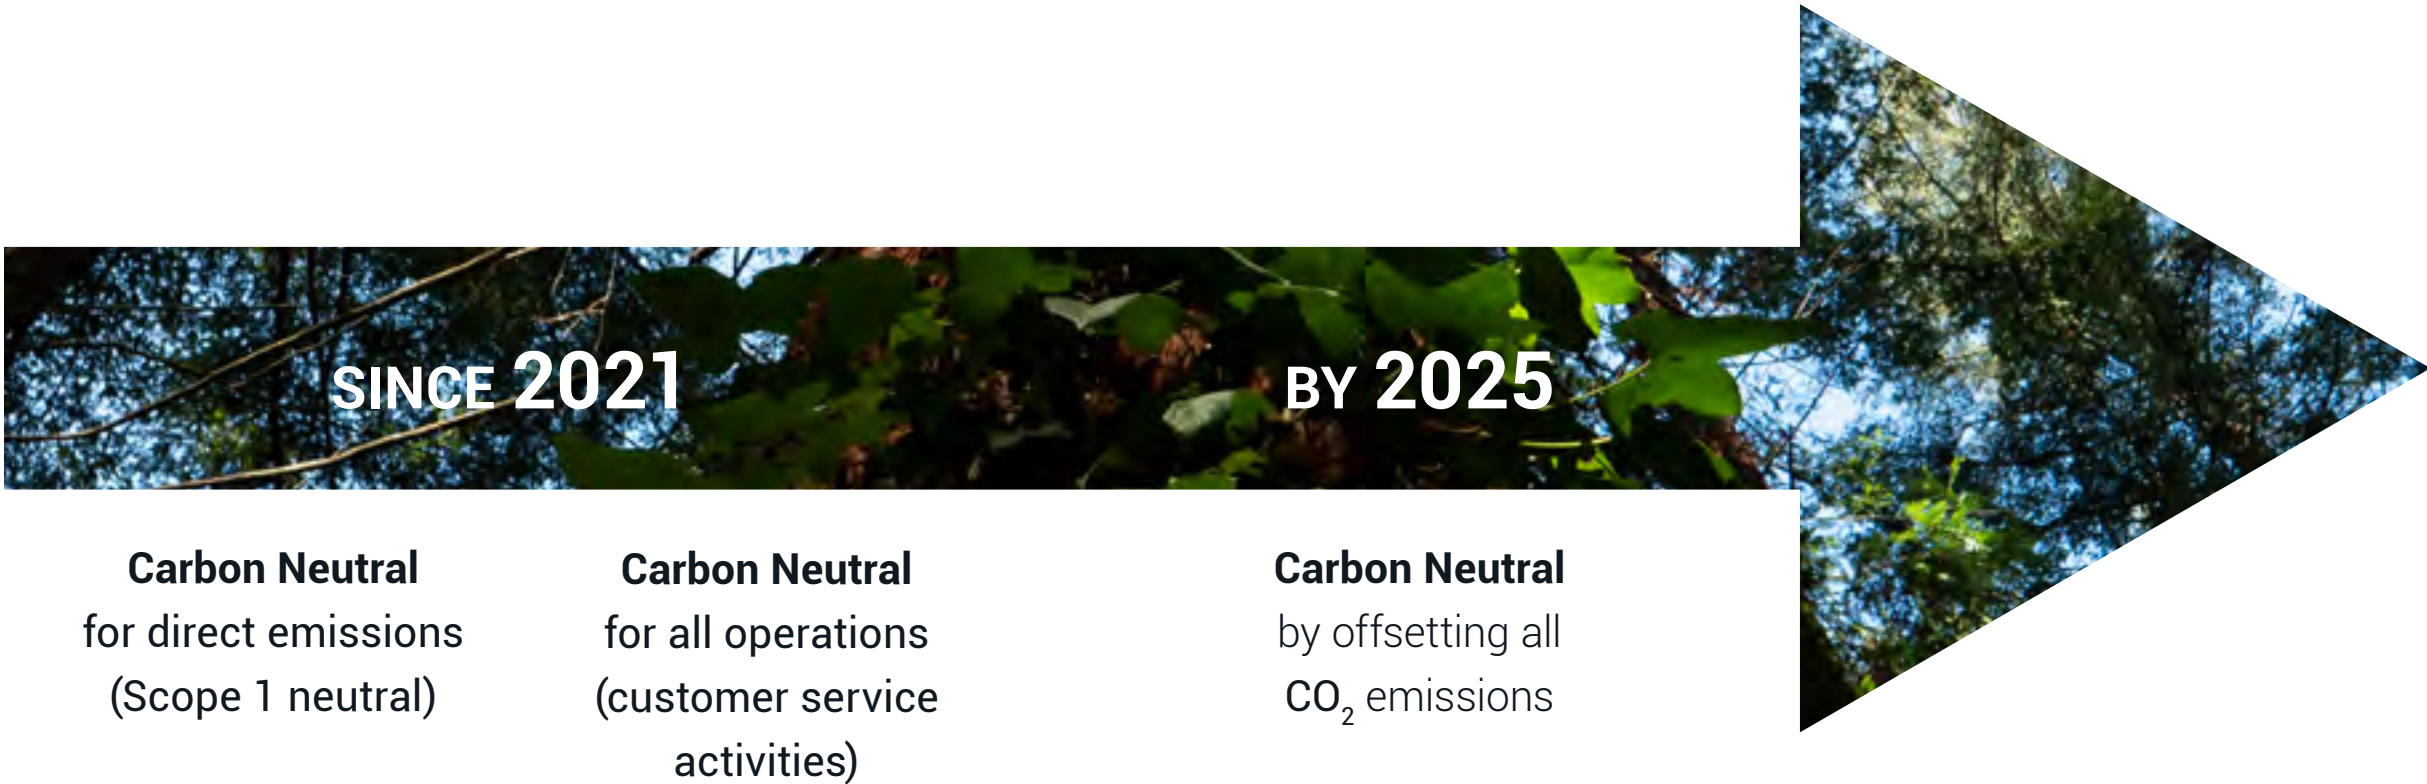 SINCE 2021
BY 2025
Carbon Neutral
for direct emissions
(Scope 1 neutral)
Carbon Neutral
for all operations
(customer service
activities)
Carbon Neutral
by offsetting all
CO₂ emissions